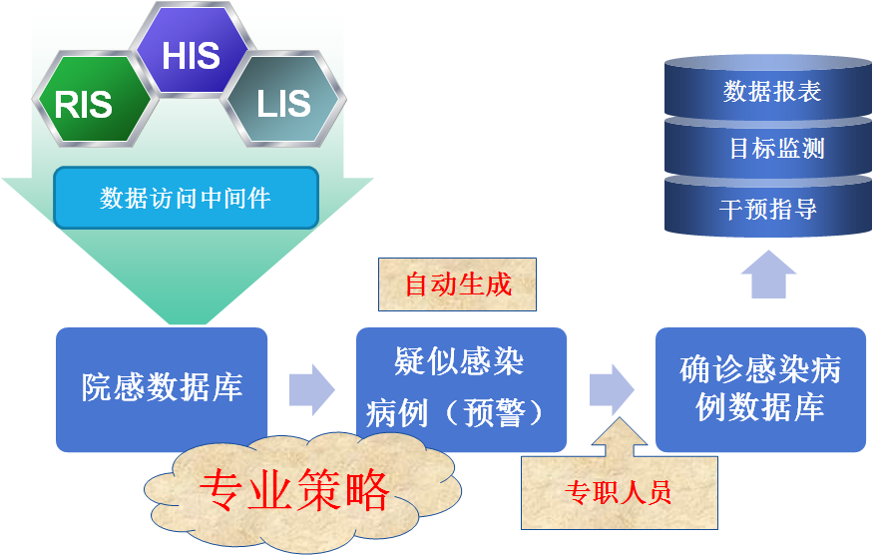 HIS
RIS
LIS
数据访问中间件
数据报表
目标监测
干预指导
自动生成
院感数据库
疑似感染
病例（预警）
确诊感染病
例数据库
专业策略
专职人员